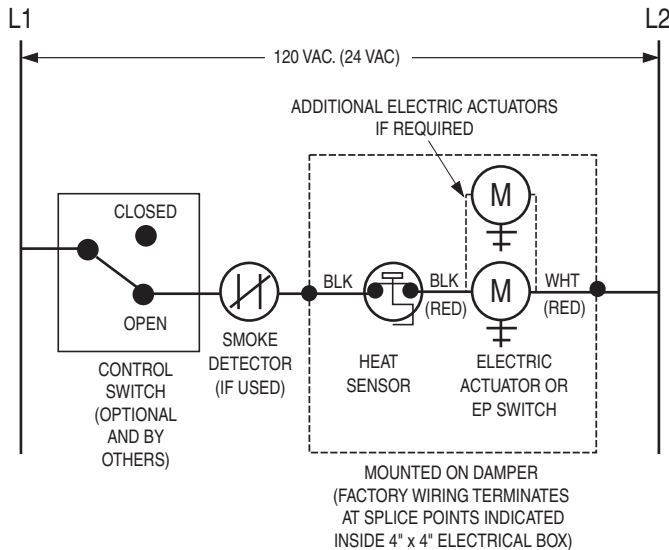 L1
L2
120 VAC. (24 VAC)
ADDITIONAL ELECTRIC ACTUATORS
IF REQUIRED
M
CLOSED
OPEN
BLK
BLK
(RED)
M
WHT
(RED)
SMOKE
DETECTOR
(IF USED)
HEAT
SENSOR
ELECTRIC
ACTUATOR OR
EP SWITCH
CONTROL
SWITCH
(OPTIONAL
AND BY
OTHERS)
MOUNTED ON DAMPER
(FACTORY WIRING TERMINATES
AT SPLICE POINTS INDICATED
INSIDE 4" x 4" ELECTRICAL BOX)